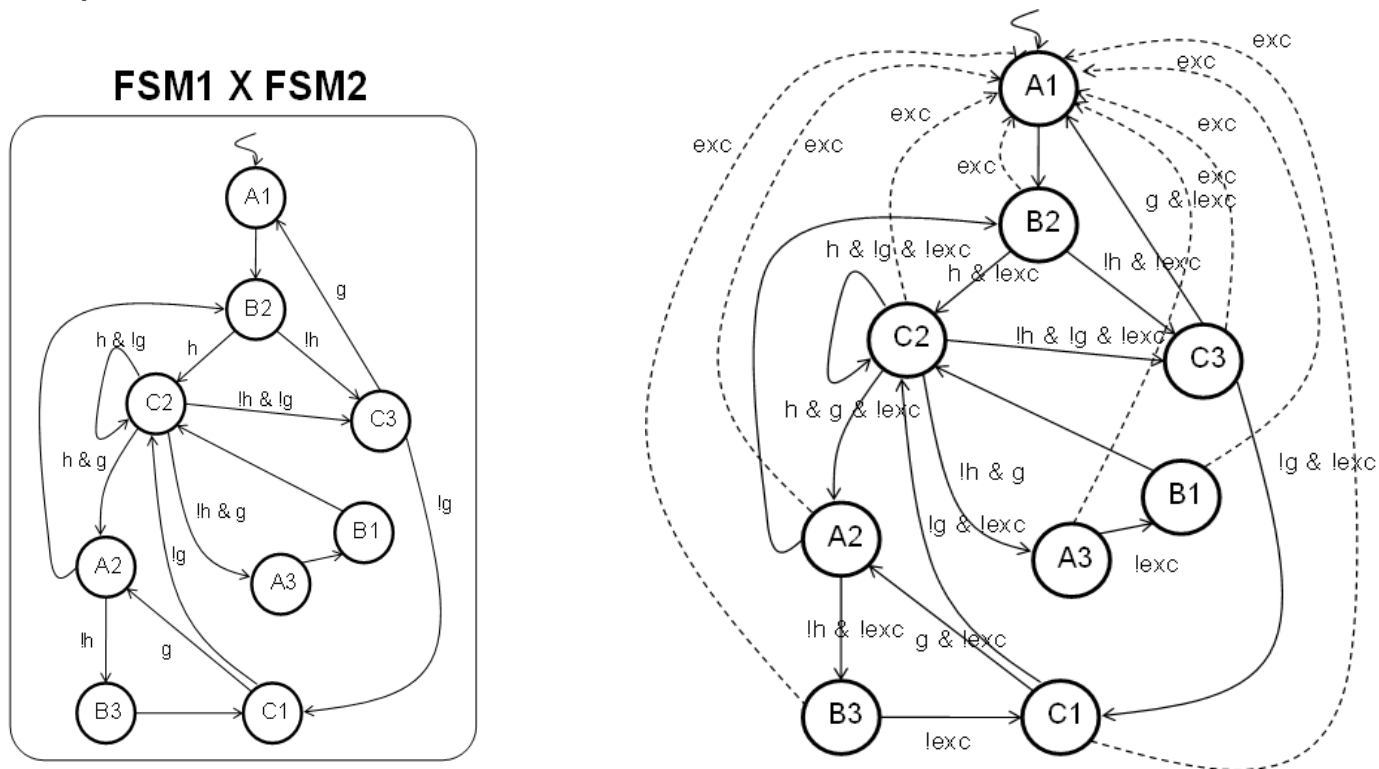 FSM1 X FSM2
A1
B2
g
h & !g
h
!h
C2
!h & !g
C3
h & g
!h & g
!g
B1
!g
A2
A3
!h
g
B3
C1
exc
exc
A1
exc
exc
exc
exc
exc
exc
g & !exc
B2
h & !g & !exc
h & !exc
!h & !exc
C2
!h & !g & !exc
C3
h & g & !exc
!h & g
!g & !exc
B1
!g & !exc
A2
A3
!exc
!h & !exc
g & !exc
B3
C1
!exc